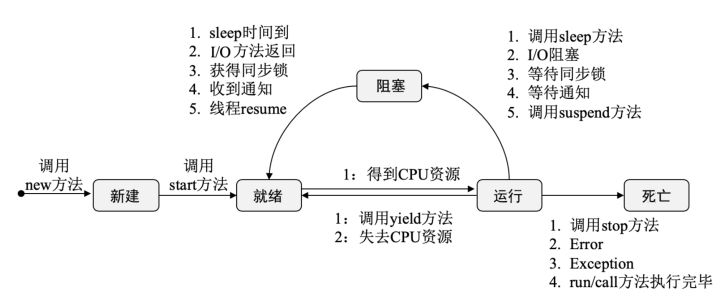 1. sleep时间到
2. I/O方法返回
3. 获得同步锁
4. 收到通知
5. 线程resume
1. 调用sleep方法
2. I/O阻塞
3. 等待同步锁
4. 等待通知
5. 调用suspend方法
阻塞
调用
new方法
新建
调用
start方法
就绪
1：得到CPU资源
1：调用yield方法
2：失去CPU资源
运行
死亡
1. 调用stop方法
2. Error
3. Exception
4. run/call方法执行完毕